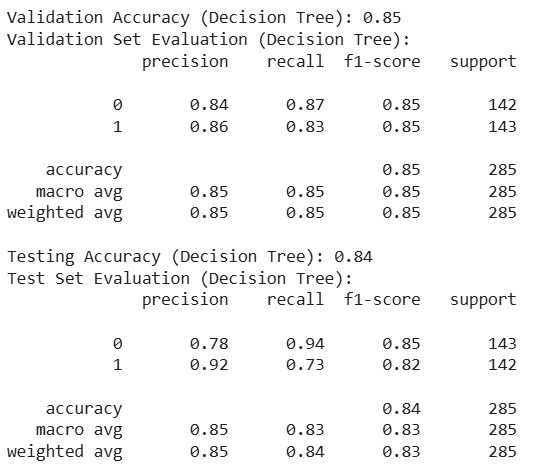 Validation Accuracy (Decision Tree): 0.85
Validation Set Evaluation (Decision Tree):
precision recall f1-score support
0 0.84 0.87 0.85 142
1 0.86 0.83 0.85 143
accuracy 0.85 285
macro avg 0.85 0.85 0.85 285
weighted avg 0.85 0.85 0.85 285
Testing Accuracy (Decision Tree): 0.84
Test Set Evaluation (Decision Tree):
precision recall f1-score support
0 0.78 0.94 0.85 143
1 0.92 0.73 0.82 142
accuracy 0.84 285
macro avg 0.85 0.83 0.83 285
weighted avg 0.85 0.84 0.83 285